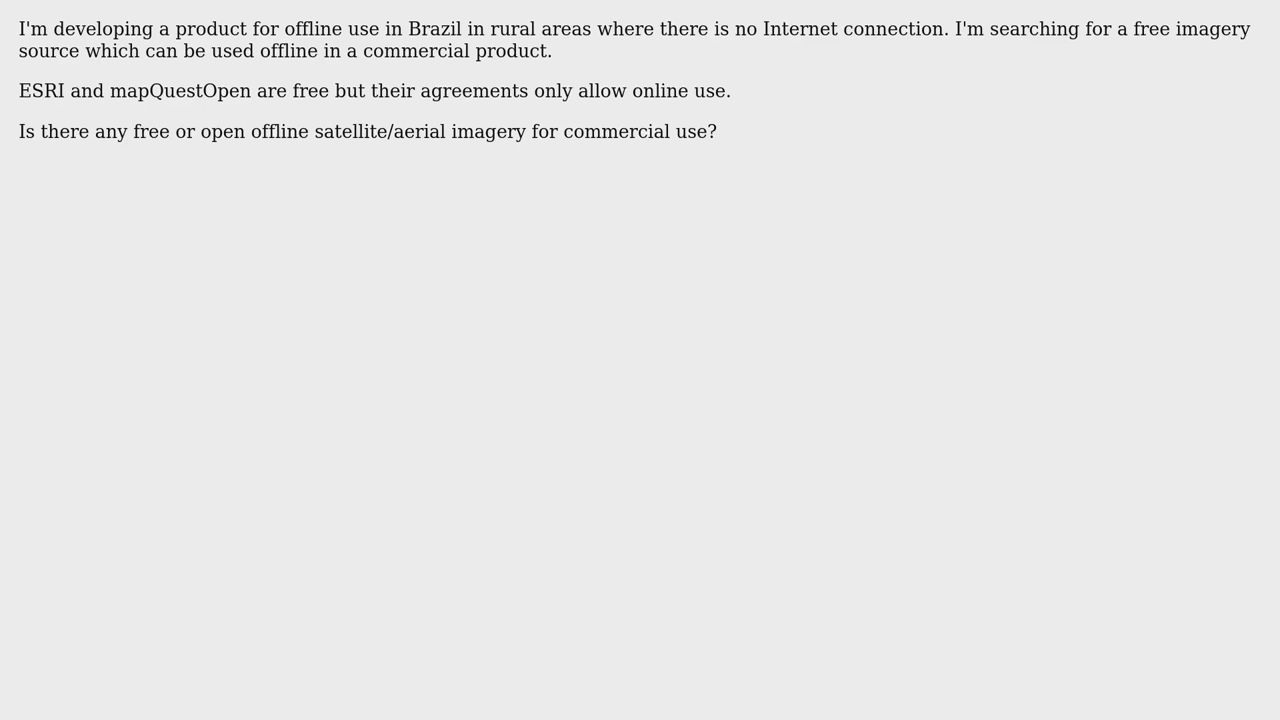 I'm developing a product for offline use in Brazil in rural areas where there is no Internet connection. I'm searching for a free imagery
source which can be used offline in a commercial product.
ESRI and mapQuestOpen are free but their agreements only allow online use.
Is there any free or open offline satellite/aerial imagery for commercial use?